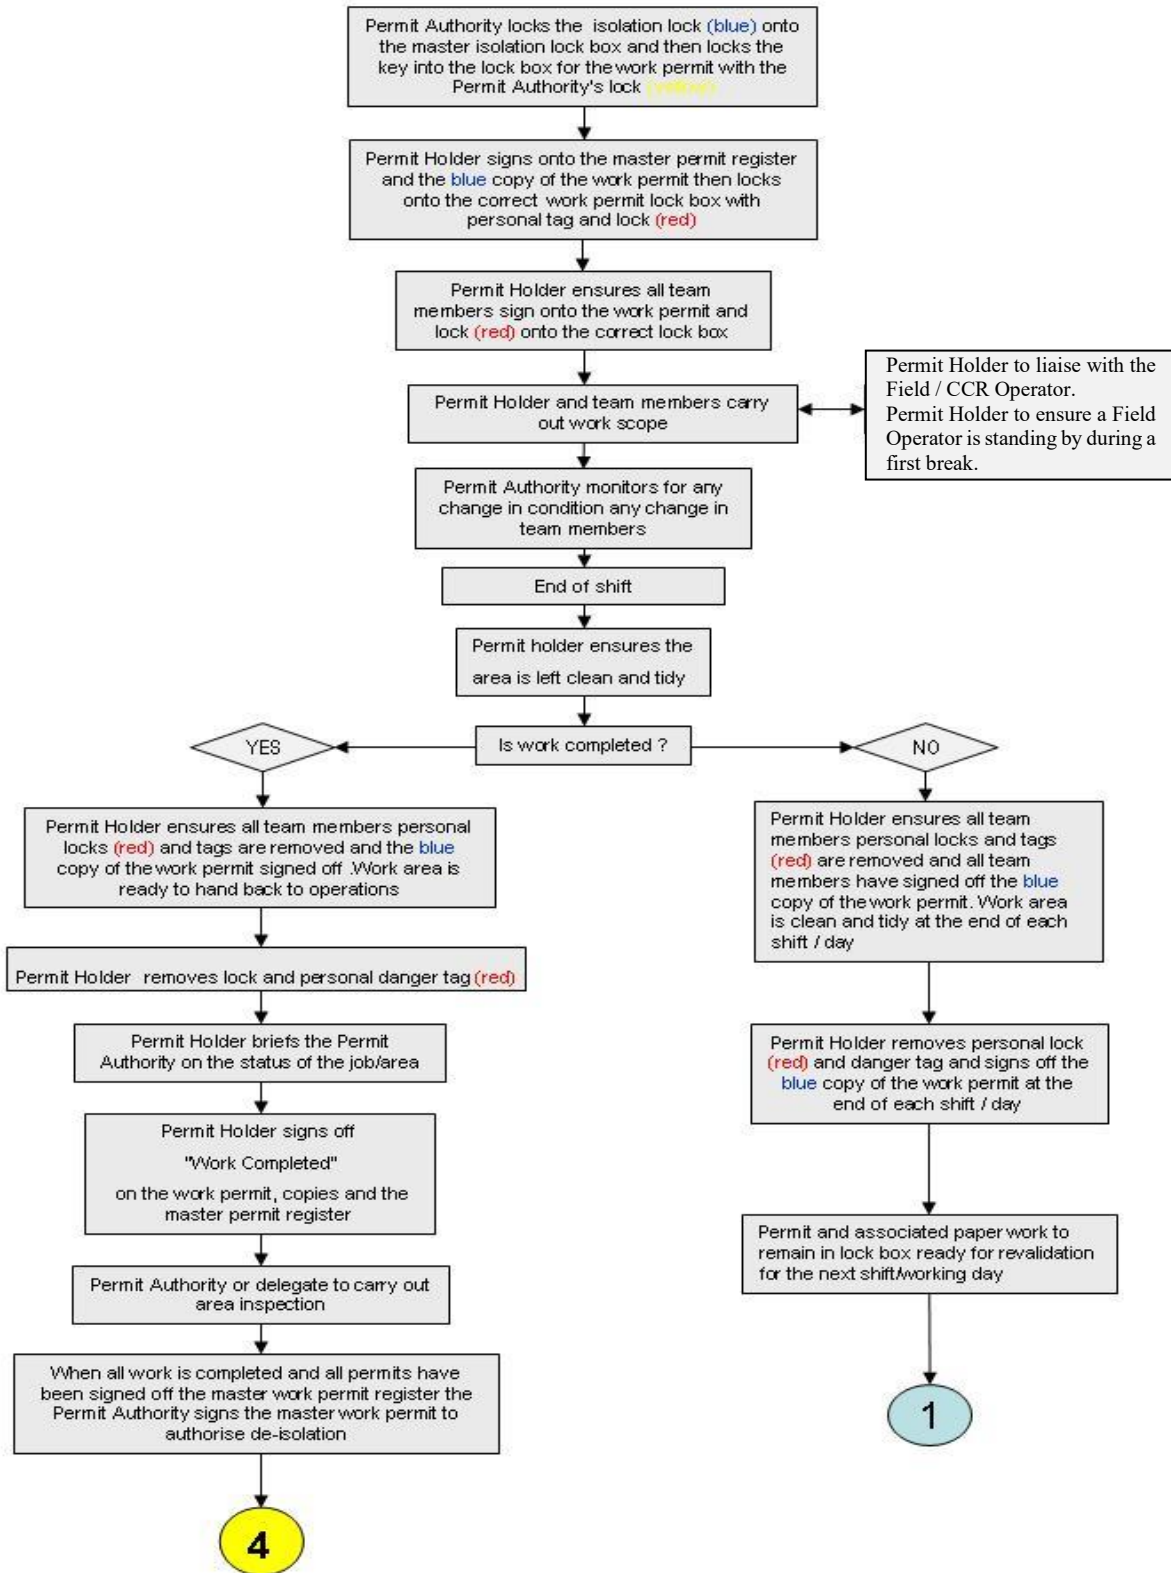 Permit Authority locks the isolation lock (blue) onto
the master isolation lock box and then locks the
key into the lock box for the work permit with the
Permit Authority's lock (yellow)
Permit Holder signs onto the master permit register
and the blue copy of the work permit then locks
onto the correct work permit lock box with
personal tag and lock (red)
Permit Holder ensures all team
members sign onto the work permit and
lock (red) onto the correct lock box
Permit Holder and team members carry
out work scope
Permit Holder to liaise with the
Field / CCR Operator.
Permit Holder to ensure a Field
Operator is standing by during a
first break.
Permit Authority monitors for any
change in condition any change in
team members
End of shift
Permit holder ensures the
area is left clean and tidy
Is work completed ?
YES
NO
Permit Holder ensures all team members personal
locks (red) and tags are removed and the blue
copy of the work permit signed off .Work area is
ready to hand back to operations
Permit Holder removes lock and personal danger tag (red)
Permit Holder briefs the Permit
Authority on the status of the job/area
Permit Holder signs off
"Work Completed"
on the work permit, copies and the
master permit register
Permit Authority or delegate to carry out
area inspection
When all work is completed and all permits have
been signed off the master work permit register the
Permit Authority signs the master work permit to
authorise de-isolation
4
Permit Holder ensures all team
members personal locks and tags
(red) are removed and all team
members have signed off the blue
copy of the work permit. Work area
is clean and tidy at the end of each
shift / day
Permit Holder removes personal lock
(red) and danger tag and signs off the
blue copy of the work permit at the
end of each shift / day
Permit and associated paper work to
remain in lock box ready for revalidation
for the next shift/working day
1